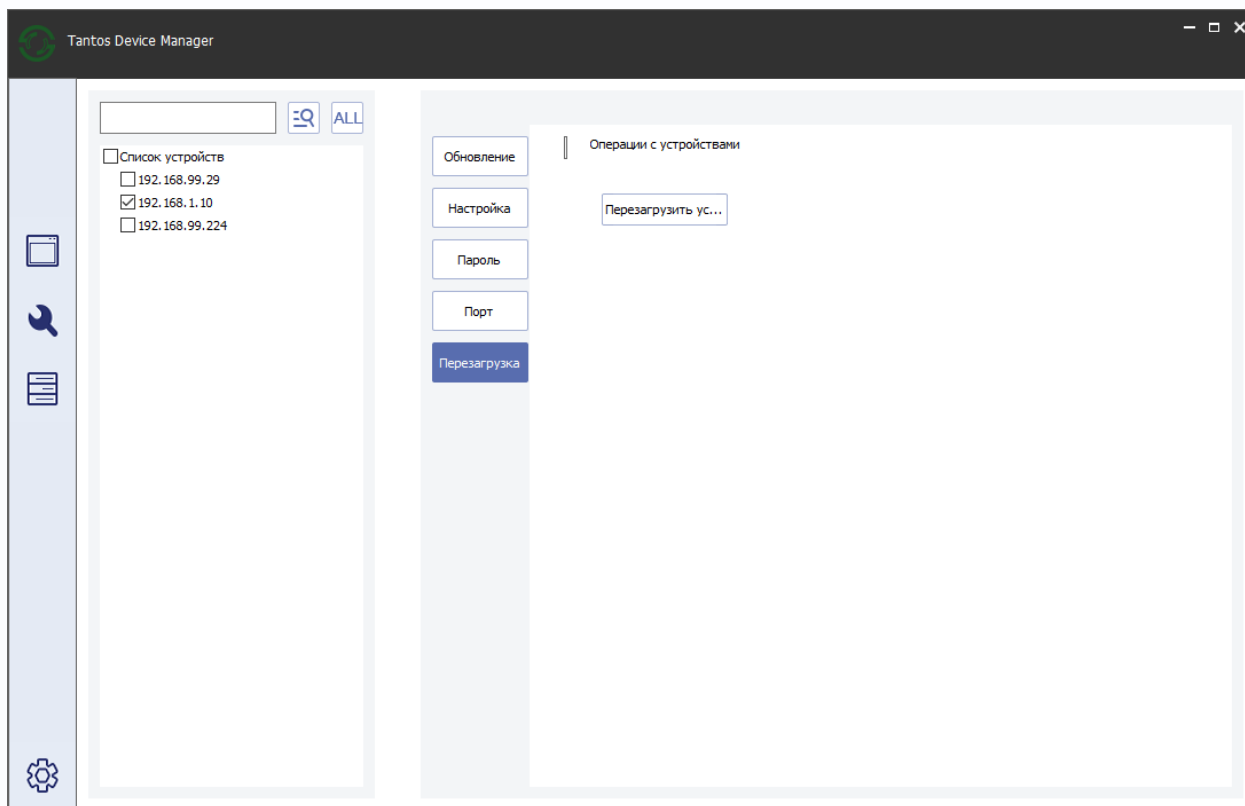 Tantos Device Manager
ALL
Список устройств
192.168.99.29
192.168.1.10
192.168.99.224
Обновление
Настройка
Пароль
Порт
Перезагрузка
Операции с устройствами
Перезагрузить ус...